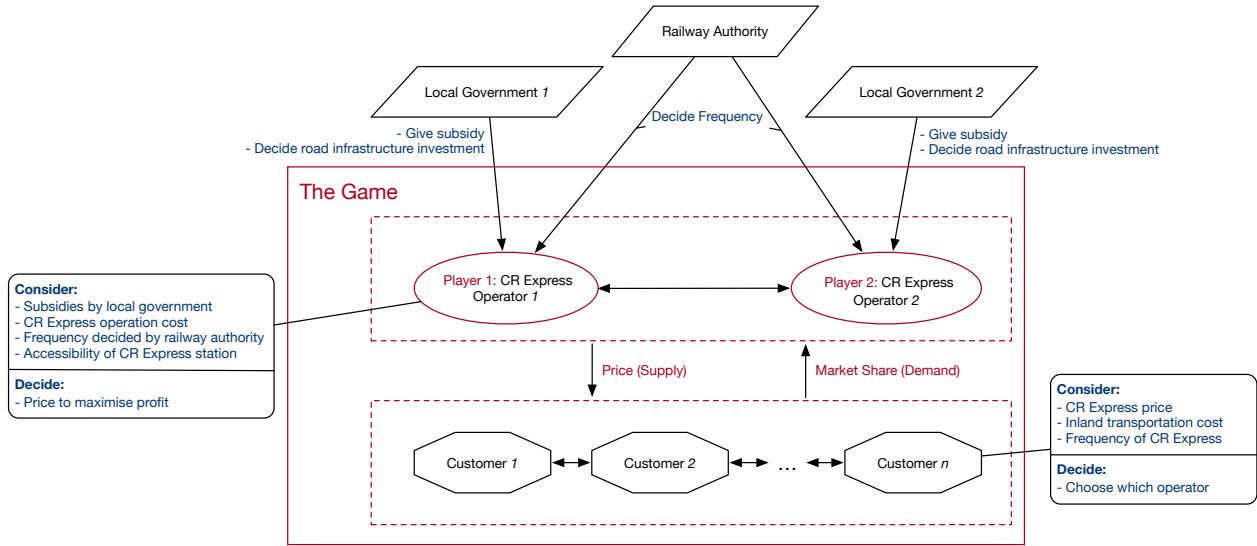 Railway Authority
Local Government 1
Local Government 2
Decide Frequency
- Give subsidy
- Decide road infrastructure investment
- Give subsidy
- Decide road infrastructure investment
The Game
Player 1: CR Express
Operator 1
Player 2: CR Express
Operator 2
Consider:
- Subsidies by local government
- CR Express operation cost
- Frequency decided by railway authority
- Accessibility of CR Express station
Decide:
- Price to maximise profit
Price (Supply)
Market Share (Demand)
Consider:
- CR Express price
- Inland transportation cost
- Frequency of CR Express
Decide:
- Choose which operator
Customer 1
Customer 2
...
Customer n